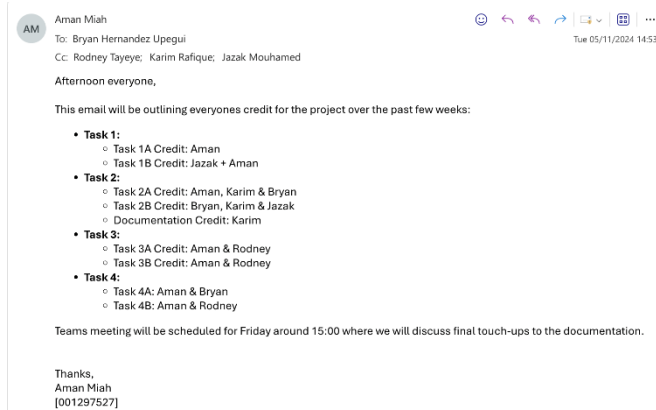 AM
Aman Miah
To: Bryan Hernandez Upegui
Tue 05/11/2024 14:53
Cc: Rodney Tayeye; Karim Rafique; Jazak Mouhamed
Afternoon everyone,
This email will be outlining everyones credit for the project over the past few weeks:
• Task 1:
○ Task 1A Credit: Aman
○ Task 1B Credit: Jazak + Aman
• Task 2:
○ Task 2A Credit: Aman, Karim & Bryan
○ Task 2B Credit: Bryan, Karim & Jazak
○ Documentation Credit: Karim
• Task 3:
○ Task 3A Credit: Aman & Rodney
○ Task 3B Credit: Aman & Rodney
• Task 4:
○ Task 4A: Aman & Bryan
○ Task 4B: Aman & Rodney
Teams meeting will be scheduled for Friday around 15:00 where we will discuss final touch-ups to the documentation.
Thanks,
Aman Miah
[001297527]